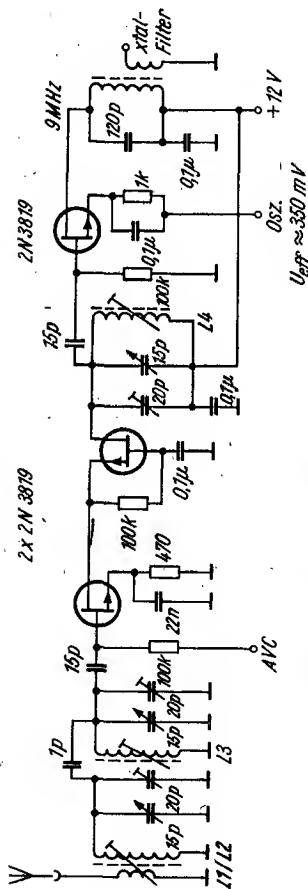 L1/L2
15p
20p
1p
L3
15p
20p
100k
15p
AVC
22n
470
2 x 2N 3819
100k
0,1µ
20p
15p
0,1µ
L4
100k
15p
2N3819
0,1µ
1k
Osz.
Ueff ≈ 350 mV
9MHz
120p
0,1µ
+12V
xtal-
Filter